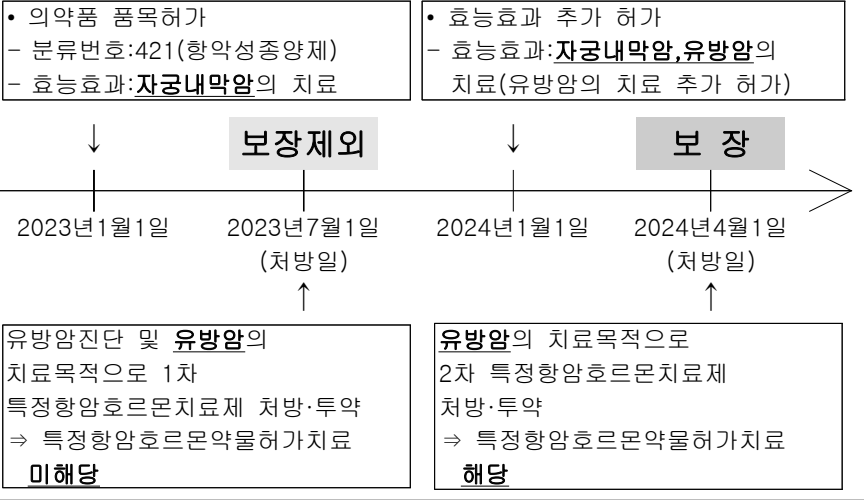 • 의약품 품목허가
- 분류번호:421(항악성종양제)
- 효능효과:자궁내막암의 치료
• 효능효과 추가 허가
- 효능효과:자궁내막암,유방암의
치료(유방암의 치료 추가 허가)
↓
보장제외
↓
보 장
2023년1월1일
2023년7월1일
(처방일)
2024년1월1일
2024년4월1일
(처방일)
↑
↑
유방암진단 및 유방암의
치료목적으로 1차
특정항암호르몬치료제 처방·투약
⇒ 특정항암호르몬약물허가치료
미해당
유방암의 치료목적으로
2차 특정항암호르몬치료제
처방·투약
⇒ 특정항암호르몬약물허가치료
해당